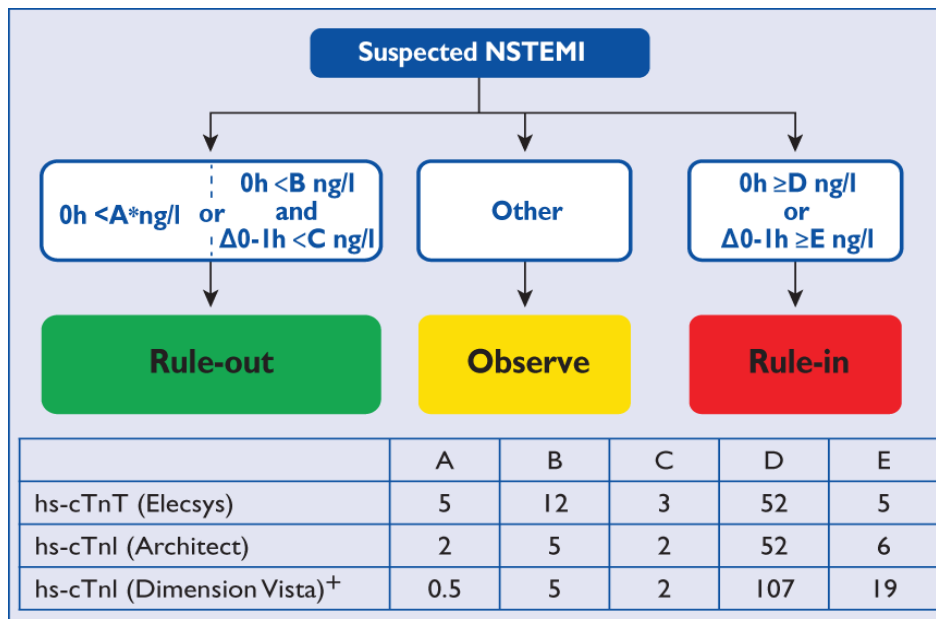 Suspected NSTEMI
0h <A*ng/l or 0h <B ng/l
and
Δ0-1h <C ng/l
Other
0h ≥D ng/l
or
Δ0-1h ≥E ng/l
Rule-out
Observe
Rule-in
A B C D E
hs-cTnT (Elecsys) 5 12 3 52 5
hs-cTnI (Architect) 2 5 2 52 6
hs-cTnI (Dimension Vista)+ 0.5 5 2 107 19